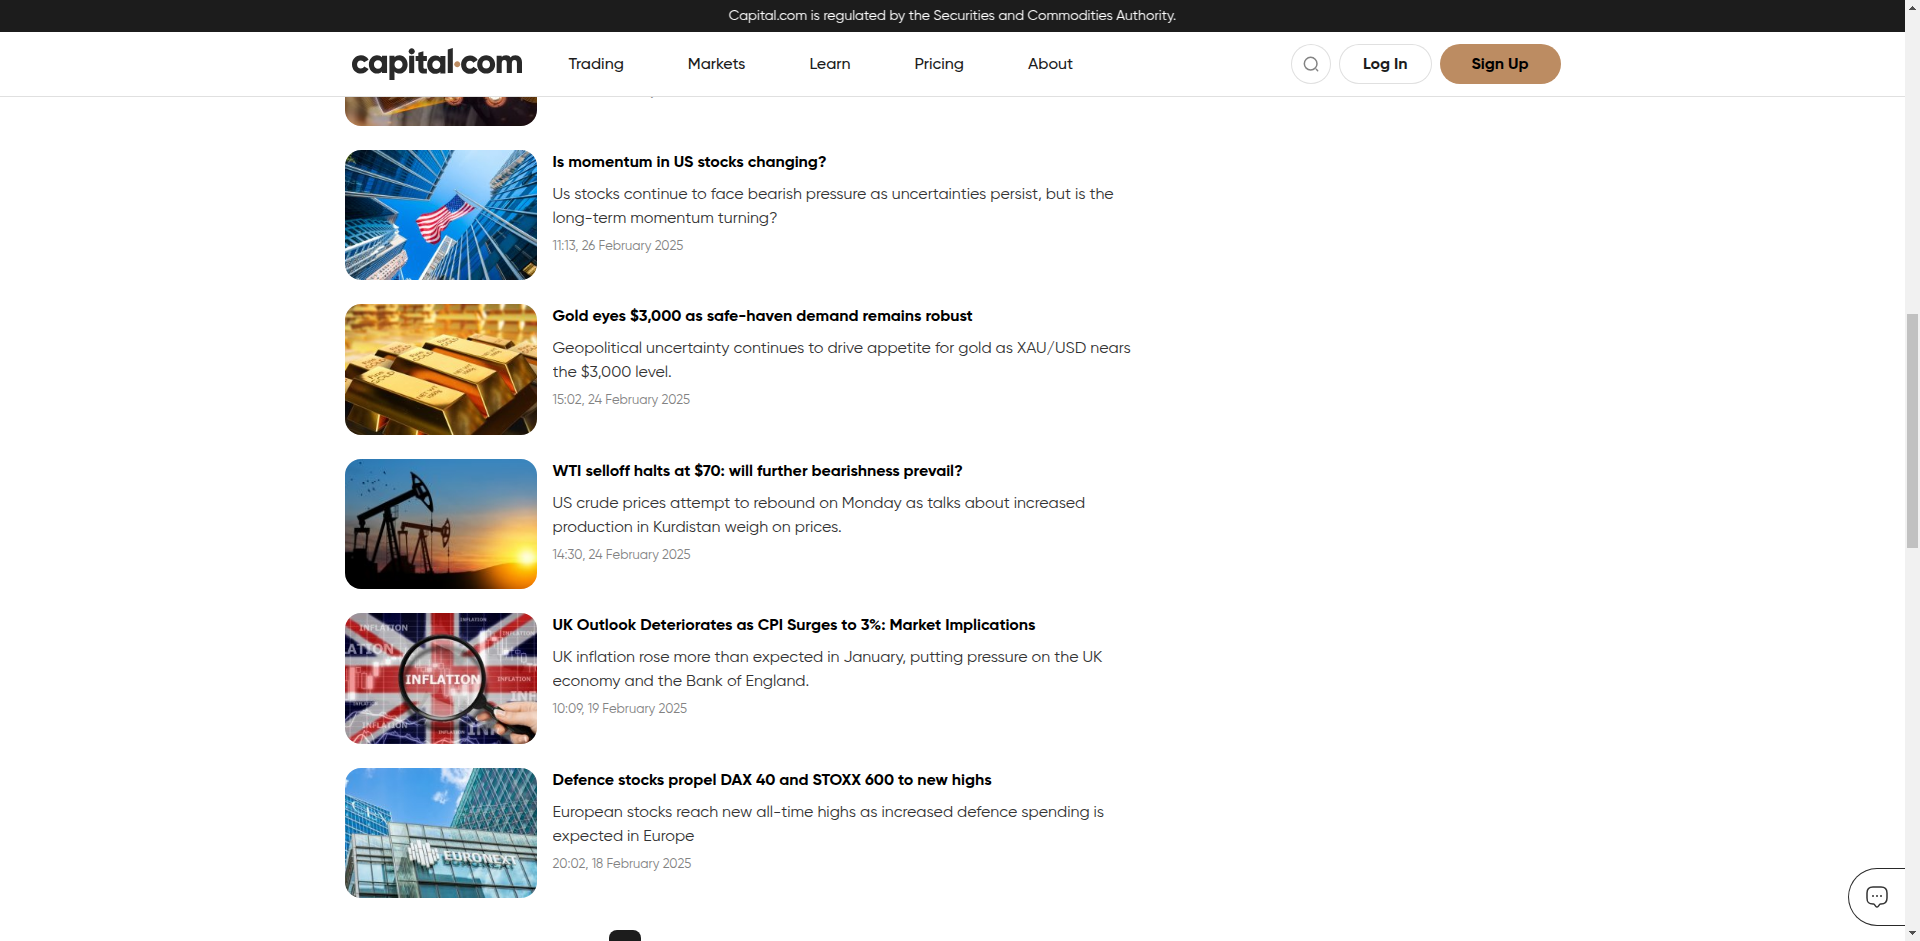 Capital.com is regulated by the Securities and Commodities Authority.
capital.com
Trading
Markets
Learn
Pricing
About
Log In
Sign Up
Is momentum in US stocks changing?
Us stocks continue to face bearish pressure as uncertainties persist, but is the
long-term momentum turning?
11:13, 26 February 2025
Gold eyes $3,000 as safe-haven demand remains robust
Geopolitical uncertainty continues to drive appetite for gold as XAU/USD nears
the $3,000 level.
15:02, 24 February 2025
WTI selloff halts at $70: will further bearishness prevail?
US crude prices attempt to rebound on Monday as talks about increased
production in Kurdistan weigh on prices.
14:30, 24 February 2025
INFLATION
INFLATION
UK Outlook Deteriorates as CPI Surges to 3%: Market Implications
UK inflation rose more than expected in January, putting pressure on the UK
economy and the Bank of England.
10:09, 19 February 2025
EURONEXT
Defence stocks propel DAX 40 and STOXX 600 to new highs
European stocks reach new all-time highs as increased defence spending is
expected in Europe
20:02, 18 February 2025